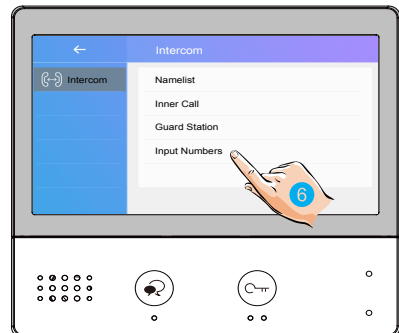 Intercom
Intercom
Namelist
Inner Call
Guard Station
Input Numbers
6